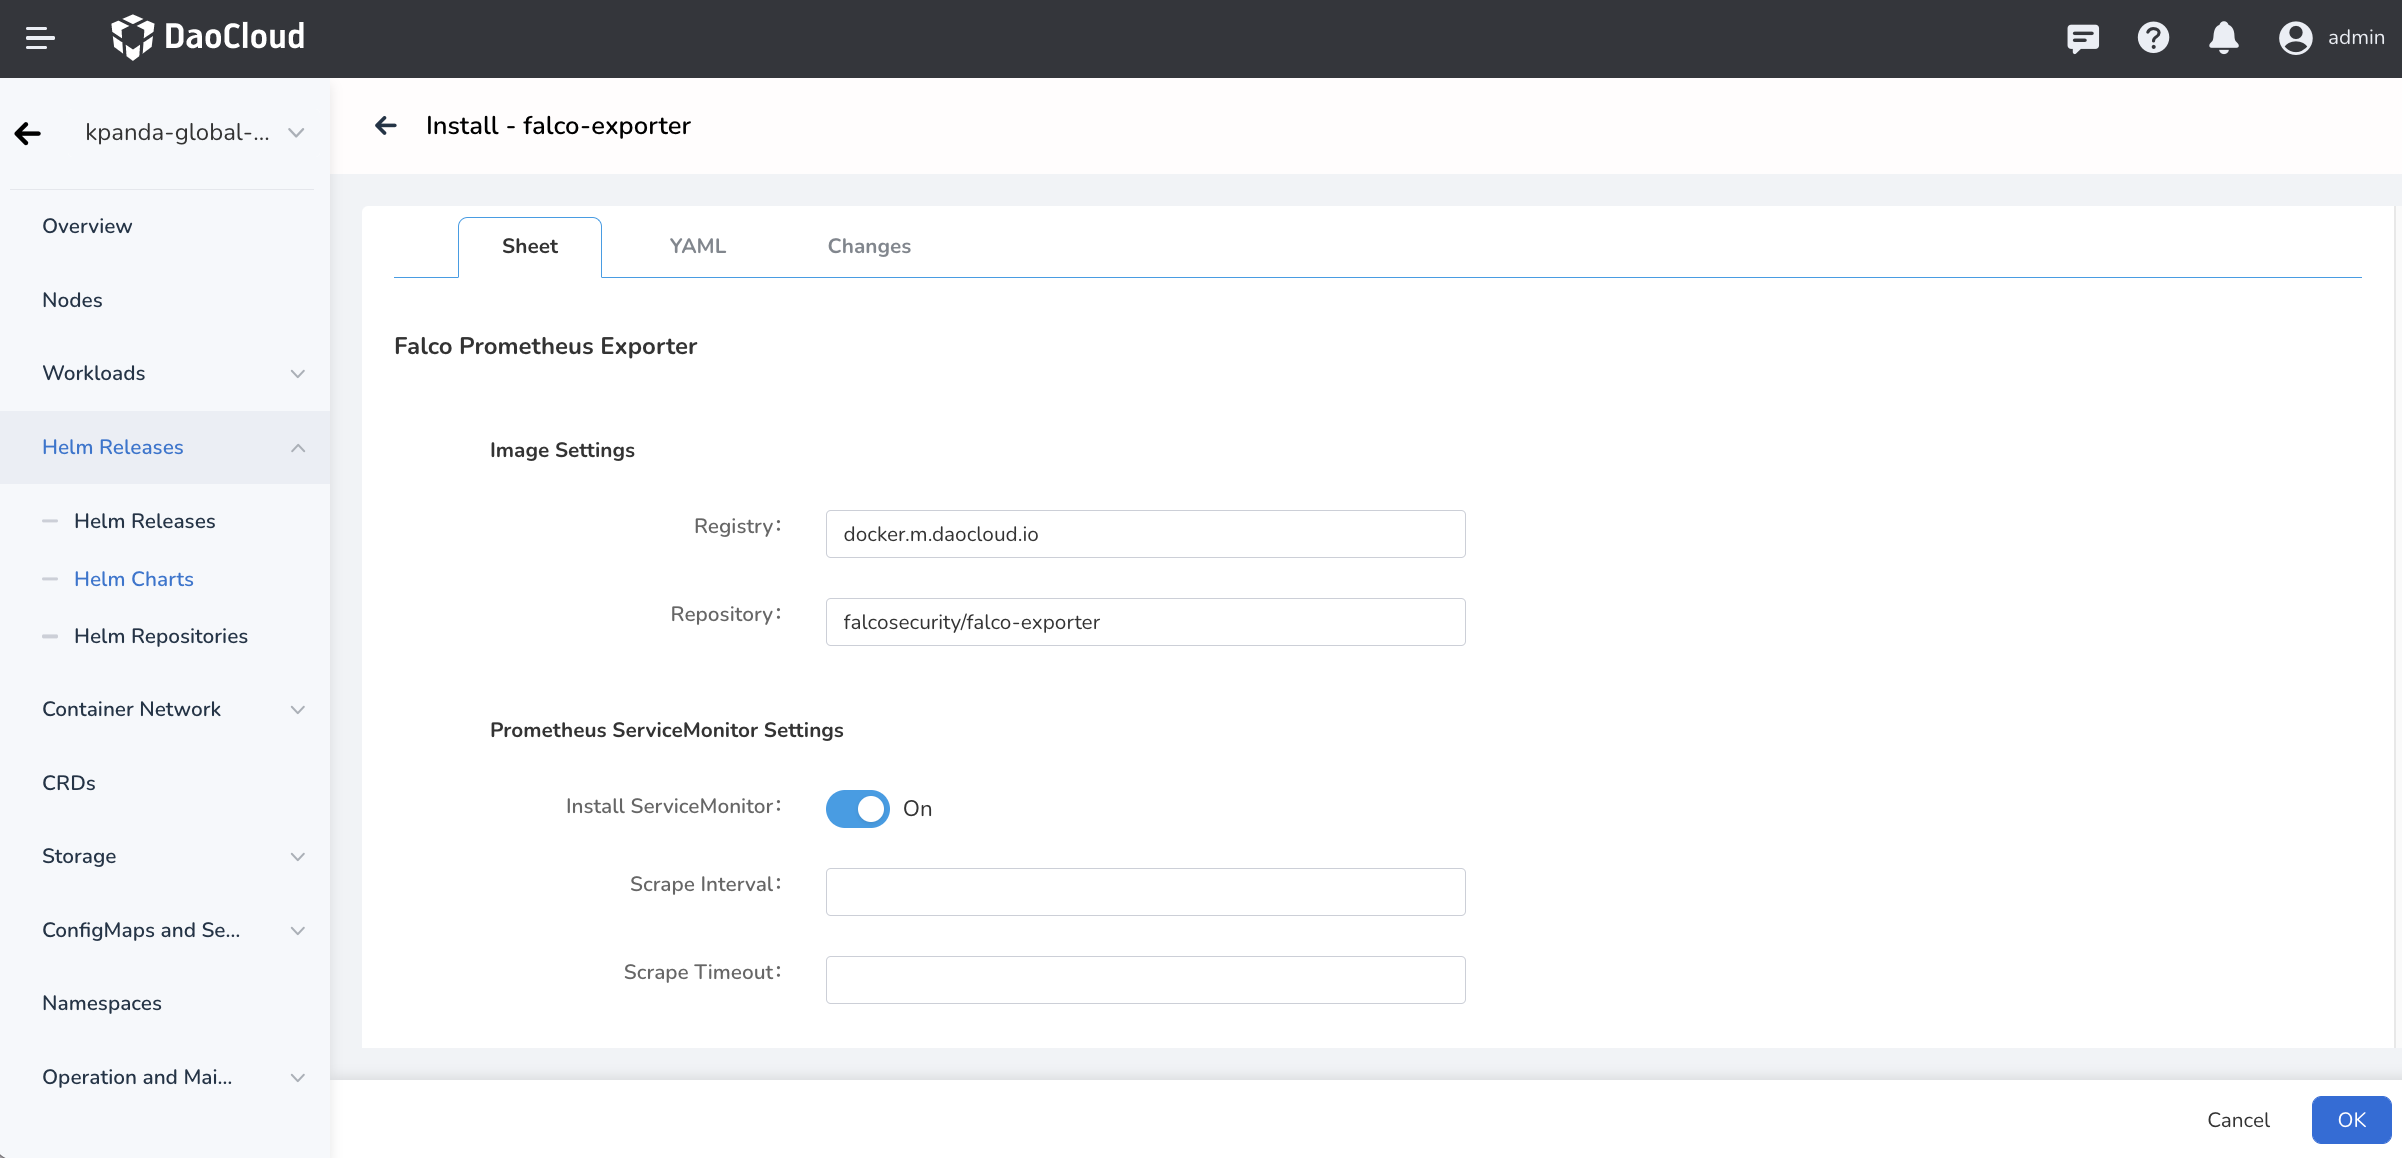 DaoCloud
admin
kpanda-global-...
Install - falco-exporter
Overview
Nodes
Workloads
Helm Releases
Helm Releases
Helm Charts
Helm Repositories
Container Network
CRDs
Storage
ConfigMaps and Se...
Namespaces
Operation and Mai...
Sheet YAML Changes
Falco Prometheus Exporter
Image Settings
Registry: docker.m.daocloud.io
Repository: falcosecurity/falco-exporter
Prometheus ServiceMonitor Settings
Install ServiceMonitor: On
Scrape Interval:
Scrape Timeout:
Cancel OK